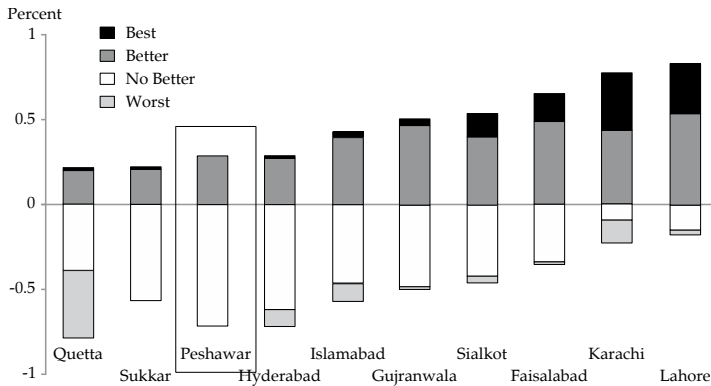 Percent
1
Best
Better
No Better
Worst
0.5
0
-0.5
-1
Quetta
Sukkar
Peshawar
Hyderabad
Islamabad
Gujranwala
Sialkot
Faisalabad
Karachi
Lahore